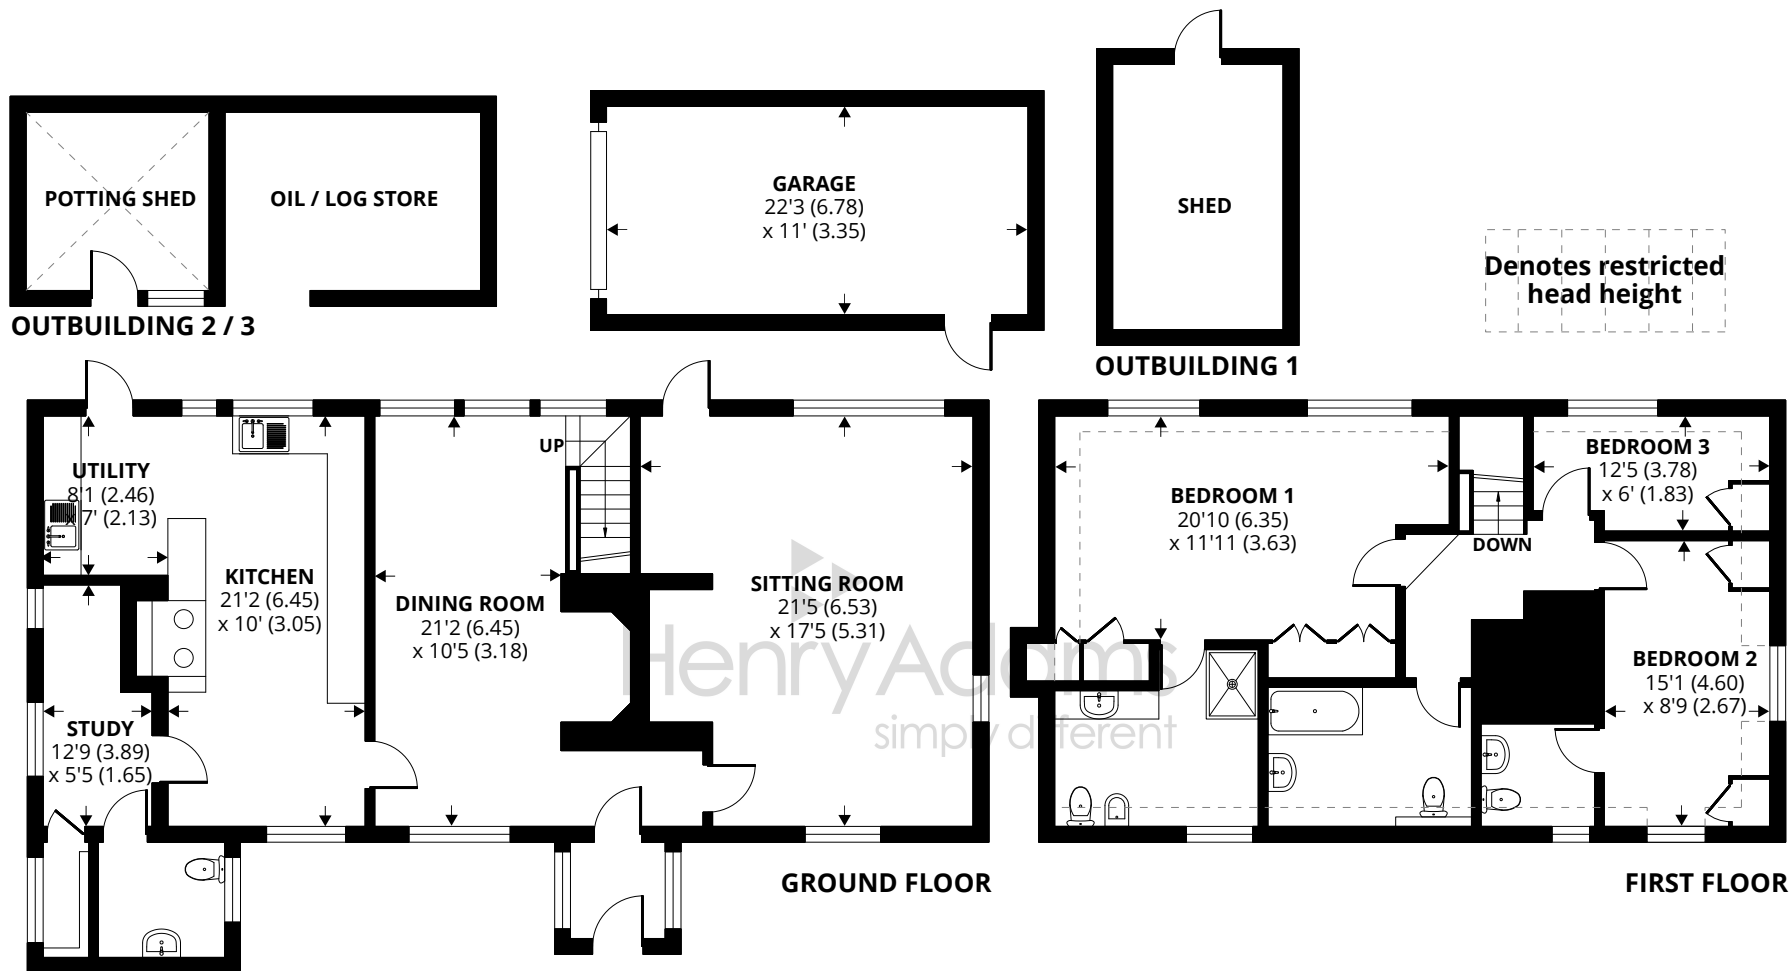 POTTING SHED
OIL / LOG STORE
OUTBUILDING 2 / 3
GARAGE
22'3 (6.78)
x 11' (3.35)
SHED
OUTBUILDING 1
Denotes restricted
head height
UTILITY
8'1 (2.46)
x 7' (2.13)
KITCHEN
21'2 (6.45)
x 10' (3.05)
STUDY
12'9 (3.89)
x 5'5 (1.65)
UP
DINING ROOM
21'2 (6.45)
x 10'5 (3.18)
SITTING ROOM
21'5 (6.53)
x 17'5 (5.31)
GROUND FLOOR
BEDROOM 1
20'10 (6.35)
x 11'11 (3.63)
DOWN
BEDROOM 3
12'5 (3.78)
x 6' (1.83)
BEDROOM 2
15'1 (4.60)
x 8'9 (2.67)
FIRST FLOOR
HenryAdams
simply different